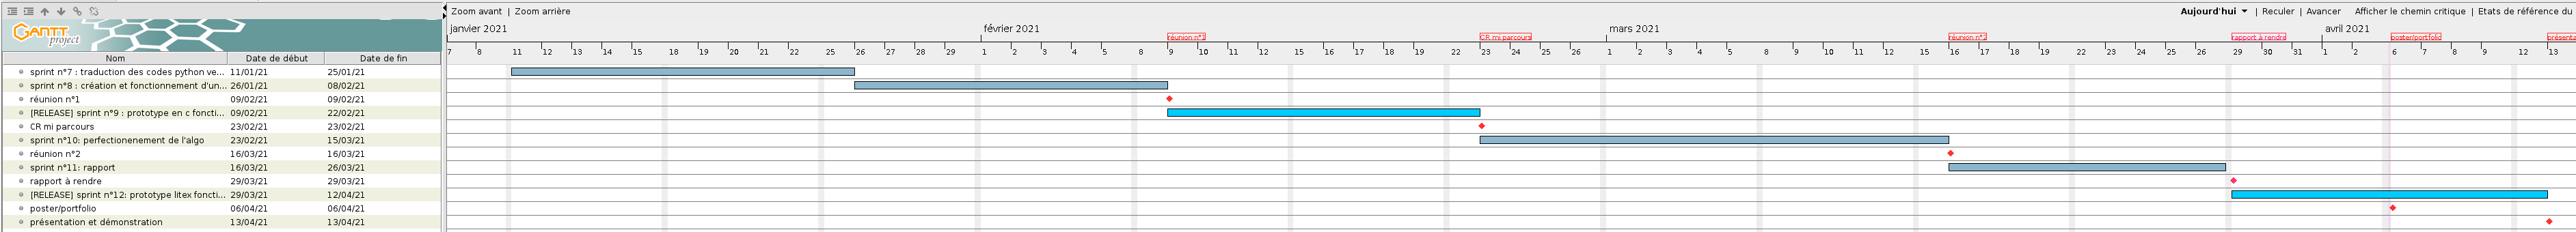 Zoom avant | Zoom arrière
Aujourd'hui | Reculer | Avancer Afficher le chemin critique | Etats de référence du
GANTT project
janvier 2021 février 2021 mars 2021 avril 2021
réunion n°1 CR mi parcours réunion n°2 rapport à rendre poster/portfolio présenta
7 8 11 12 13 14 15 18 19 20 21 22 25 26 27 28 29 1 2 3 4 5 8 9 10 11 12 15 16 17 18 19 22 23 24 25 26 1 2 3 4 5 8 9 10 11 12 15 16 17 18 19 22 23 24 25 26 29 30 31 1 2 5 6 7 8 9 12 13
Nom Date de début Date de fin
sprint n°7 : traduction des codes python ve... 11/01/21 25/01/21
sprint n°8 : création et fonctionnement d'un... 26/01/21 08/02/21
réunion n°1 09/02/21 09/02/21
[RELEASE] sprint n°9 : prototype en c foncti... 09/02/21 22/02/21
CR mi parcours 23/02/21 23/02/21
sprint n°10: perfectionenement de l'algo 23/02/21 15/03/21
réunion n°2 16/03/21 16/03/21
sprint n°11: rapport 16/03/21 26/03/21
rapport à rendre 29/03/21 29/03/21
[RELEASE] sprint n°12: prototype litex foncti... 29/03/21 12/04/21
poster/portfolio 06/04/21 06/04/21
présentation et démonstration 13/04/21 13/04/21